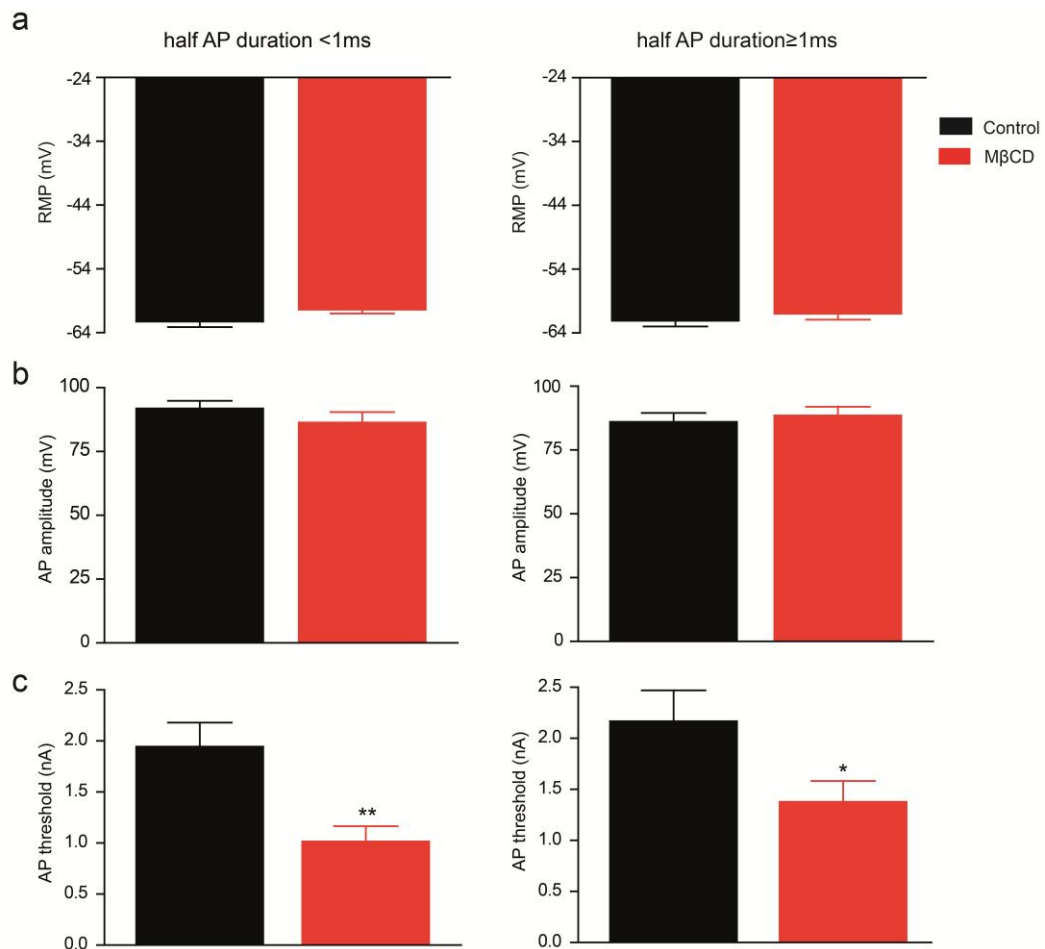 a
half AP duration <1ms
half AP duration≥1ms
-24
-34
-44
-54
-64
RMP (mV)
-24
-34
-44
-54
-64
RMP (mV)
Control
MβCD
b
100
75
50
25
0
AP amplitude (mV)
100
75
50
25
0
AP amplitude (mV)
c
2.5
2.0
1.5
1.0
0.5
0.0
AP threshold (nA)
**
2.5
2.0
1.5
1.0
0.5
0.0
AP threshold (nA)
*